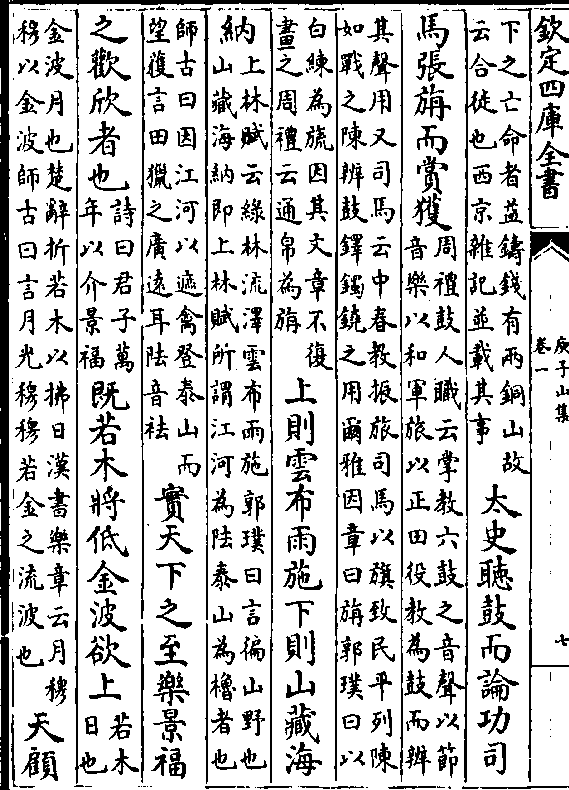 欽定四庫全書
庾子山集
卷一
七
下之亡命者益鑄錢有兩銅山故
云合徒也西京雜記並載其事
太史聽鼓而論功司
馬張旃而賞獲
周禮鼓人職云掌教六鼓之音聲以節
音樂以和軍旅以正田役教為鼓而辨
其聲用又司馬云中春教振旅司馬以旗致民平列陳
如戰之陳辨鼓鐸鐲鐃之用爾雅因章曰旃郭璞曰以
白練為旒因其文章不復
畫之周禮云通帛為旃
上則雲布雨施下則山藏海
納
上林賦云綠林流澤雲布雨施郭璞曰言徧山野也
山藏海納即上林賦所謂江河為阹泰山為櫓者也
師古曰因江河以遮禽登泰山而
望獲言田獵之廣遠耳阹音袪
實天下之至樂景福
之歡欣者也
詩曰君子萬
年以介景福
既若木將低金波欲上
若木
日也
金波月也楚辭折若木以拂日漢書樂章云月穆
穆以金波師古曰言月光穆穆若金之流波也
天顧